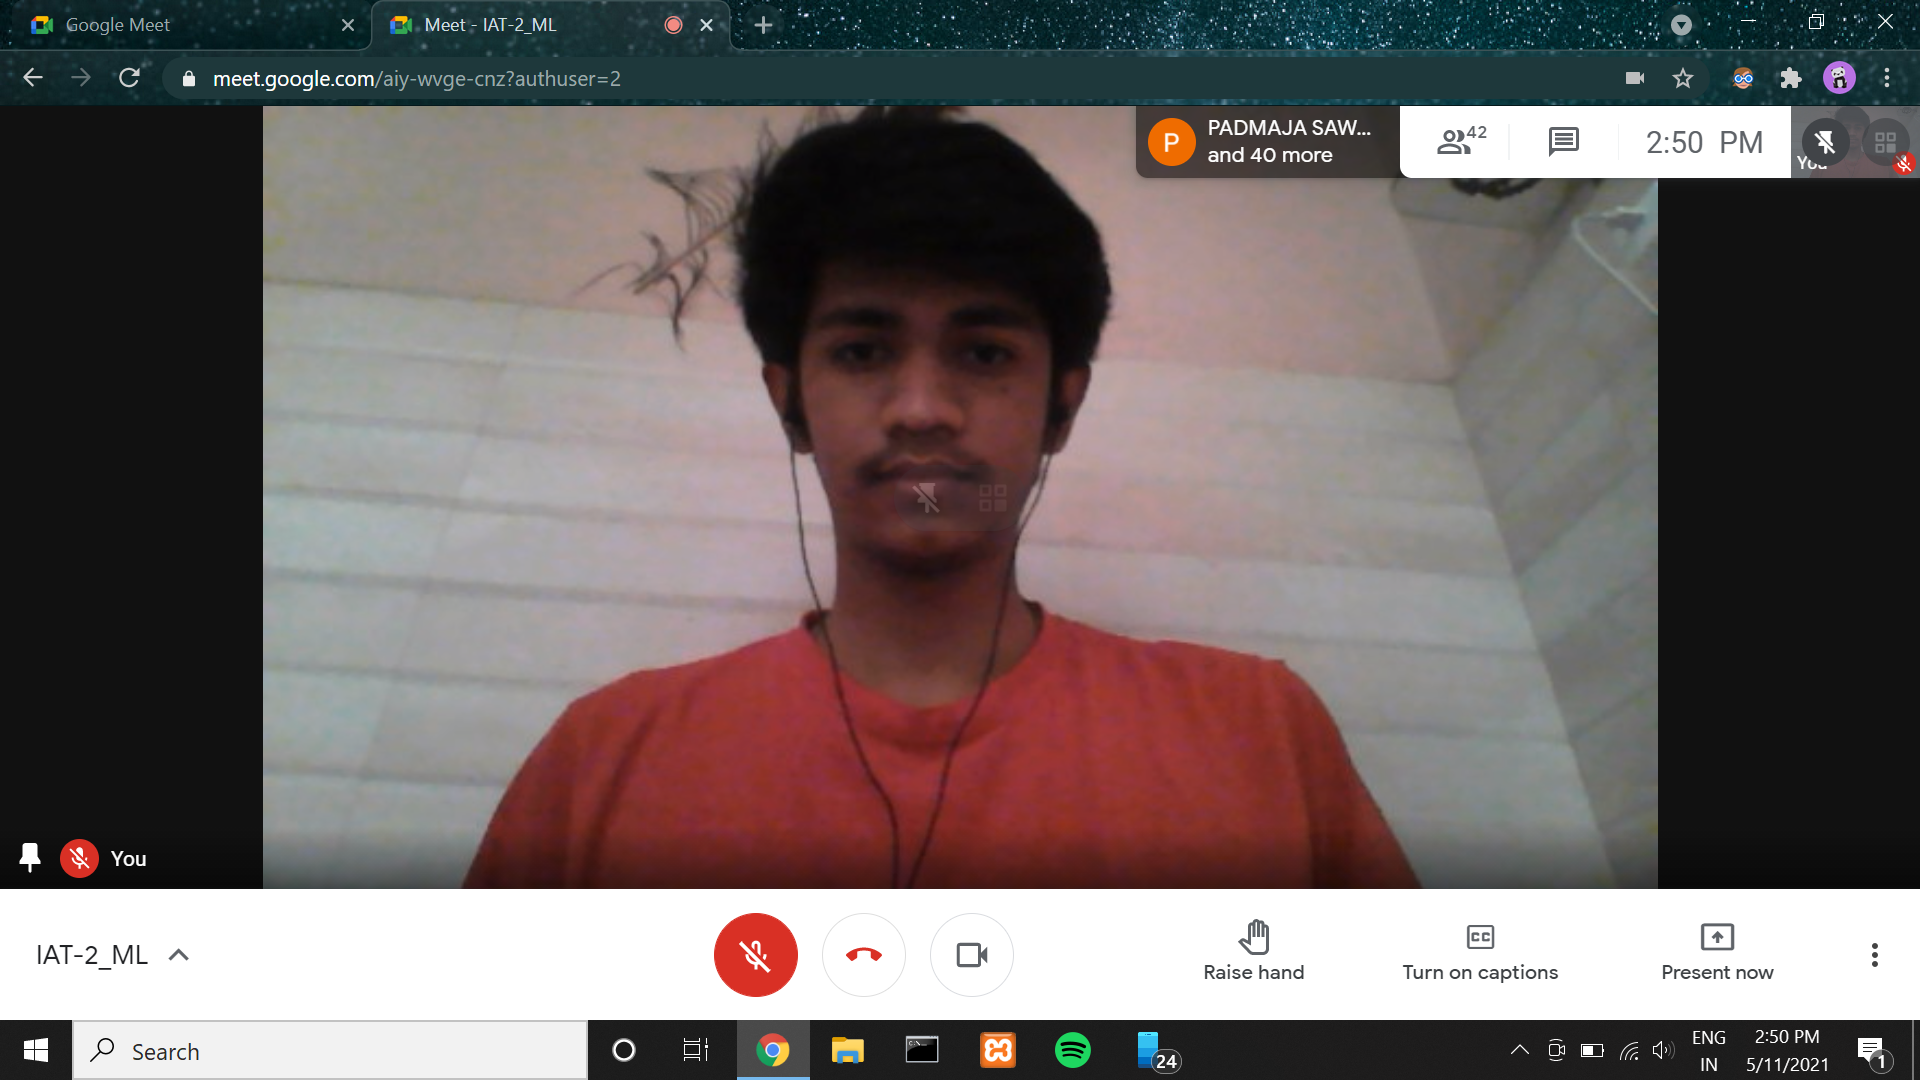 Google Meet
Meet - IAT-2_ML
meet.google.com/aiy-wvge-cnz?authuser=2
P
PADMAJA SAW...
and 40 more
42
2:50 PM
You
You
IAT-2_ML
CC
Raise hand
Turn on captions
Present now
Search
24
ENG
IN
2:50 PM
5/11/2021
1